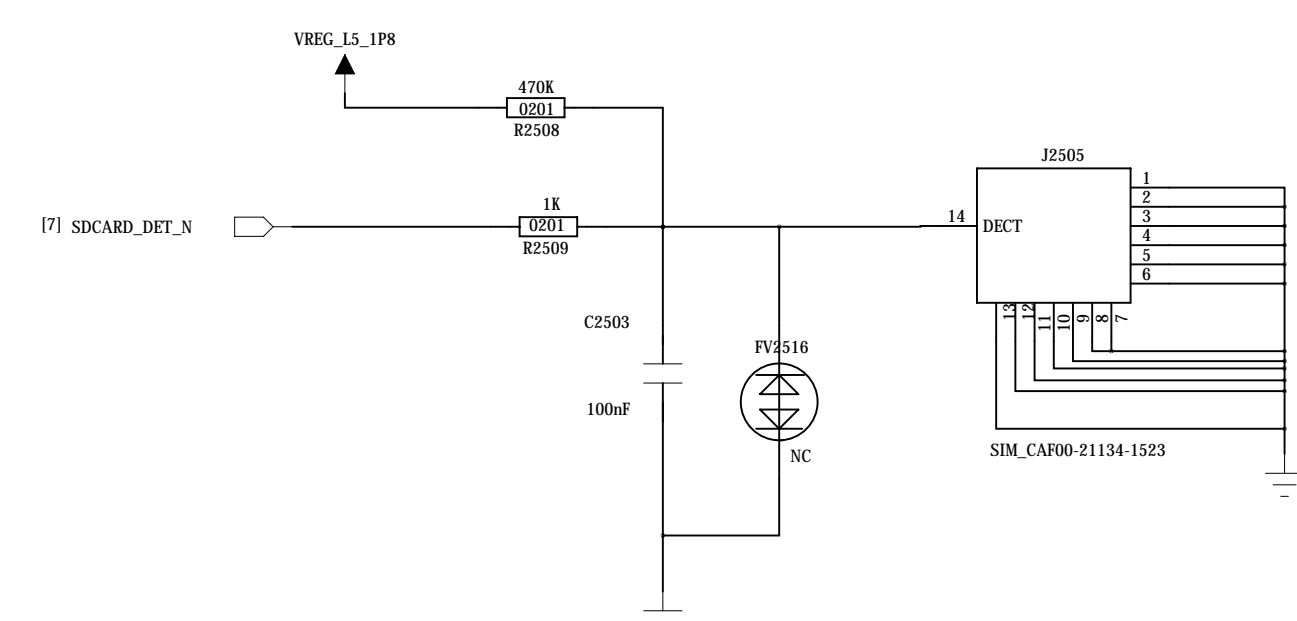 VREG_L5_1P8
470K
0201
R2508
J2505
1
2
3
4
5
6
[7] SDCARD_DET_N
1K
0201
R2509
14
DECT
13
12
11
10
9
8
7
C2503
FV2516
100nF
NC
SIM_CAF00-21134-1523